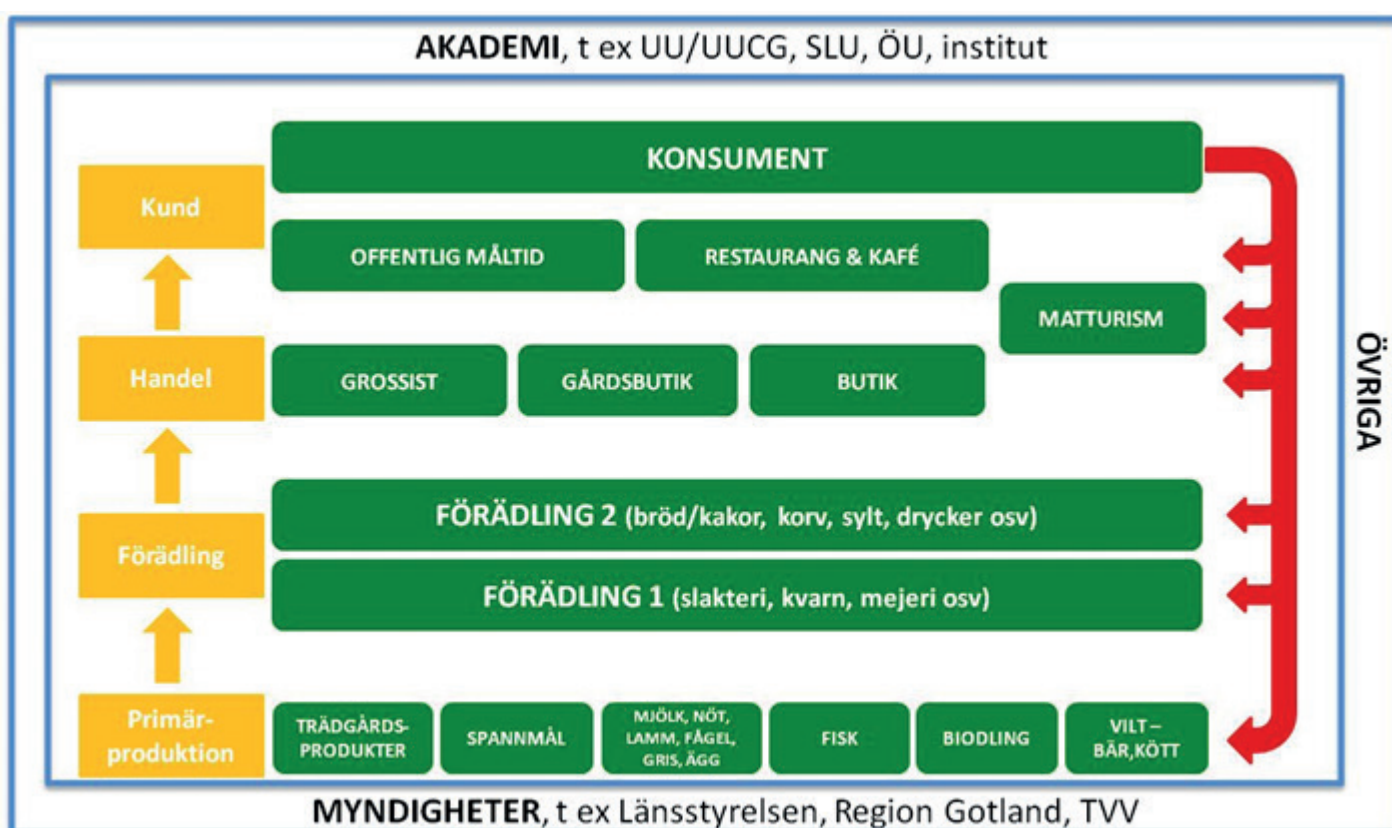 AKADEMI, t ex UU/UUCG, SLU, ÖU, institut
KONSUMENT
Kund
OFFENTLIG MÅLTID
RESTAURANG & KAFÉ
MATTURISM
Handel
GROSSIST
GÅRDSBUTIK
BUTIK
ÖVRIGA
Förädling
FÖRÄDLING 2 (bröd/kakor, korv, sylt, drycker osv)
FÖRÄDLING 1 (slakteri, kvarn, mejeri osv)
Primär-
produktion
TRÄDGÅRDS-
PRODUKTER
SPANNMÅL
MJÖLK, NÖT,
LAMM, FÅGEL,
GRIS, ÄGG
FISK
BIODLING
VILT –
BÄR,KÖTT
MYNDIGHETER, t ex Länsstyrelsen, Region Gotland, TVV